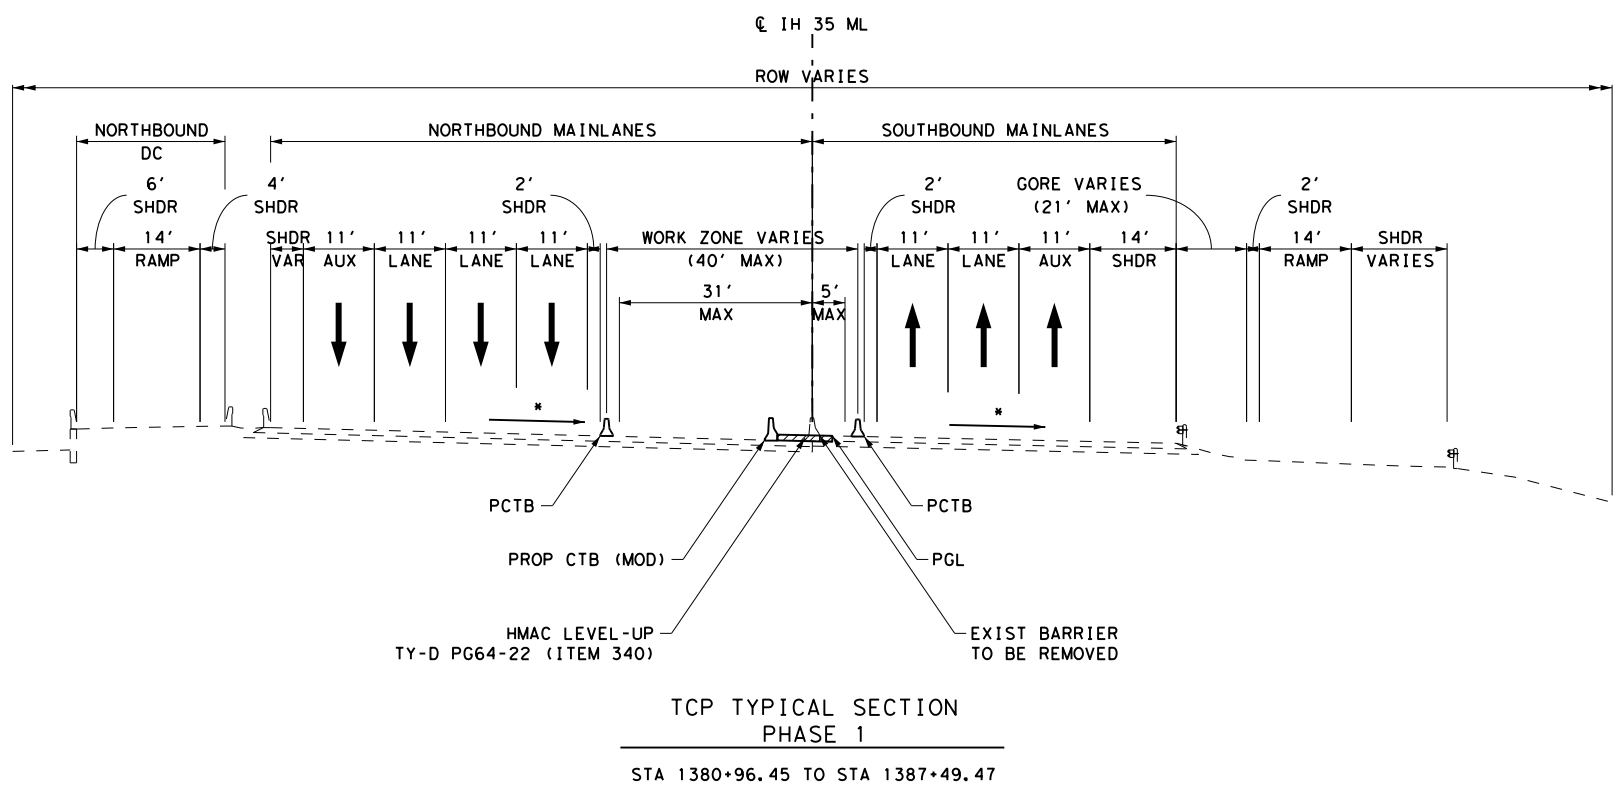 ℄ IH 35 ML
ROW VARIES
NORTHBOUND
DC
NORTHBOUND MAINLANES
SOUTHBOUND MAINLANES
6'
SHDR
4'
SHDR
2'
SHDR
2'
SHDR
GORE VARIES
(21' MAX)
2'
SHDR
14'
RAMP
SHDR
VAR
11'
AUX
11'
LANE
11'
LANE
11'
LANE
WORK ZONE VARIES
(40' MAX)
11'
LANE
11'
LANE
11'
AUX
14'
SHDR
14'
RAMP
SHDR
VARIES
31'
MAX
5'
MAX
*
*
PCTB
PCTB
PROP CTB (MOD)
PGL
HMAC LEVEL-UP
TY-D PG64-22 (ITEM 340)
EXIST BARRIER
TO BE REMOVED
TCP TYPICAL SECTION
PHASE 1
STA 1380+96.45 TO STA 1387+49.47